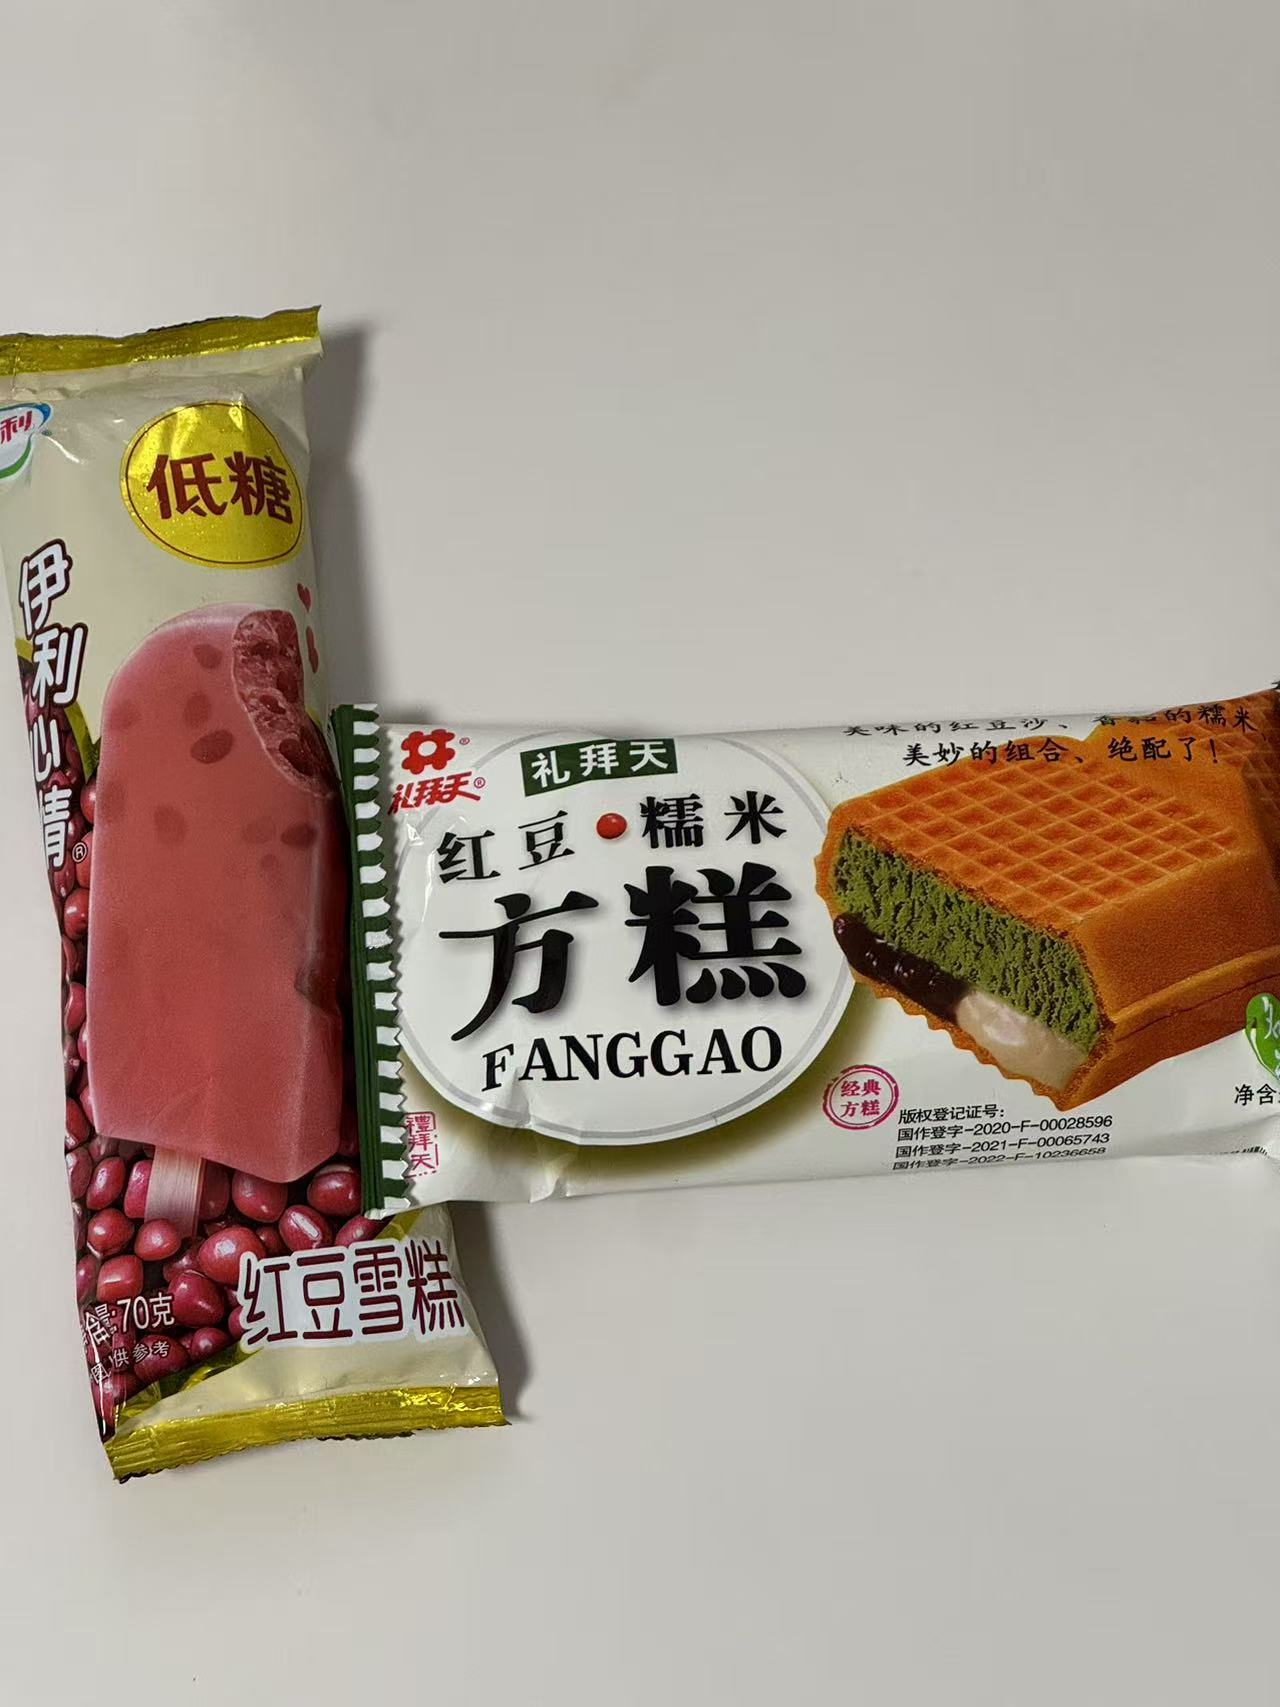 利
低糖
伊利心情®
量:70克
图供参考
红豆雪糕
礼拜天®
礼拜天
红豆·糯米
方糕
FANGGAO
禮拜天
美味的红豆沙、香和的糯米
美妙的组合、绝配了!
经典
方糕
版权登记证号:
国作登字-2020-F-00028596
国作登字-2021-F-00065743
国作登字-2022-F-10236658
净含